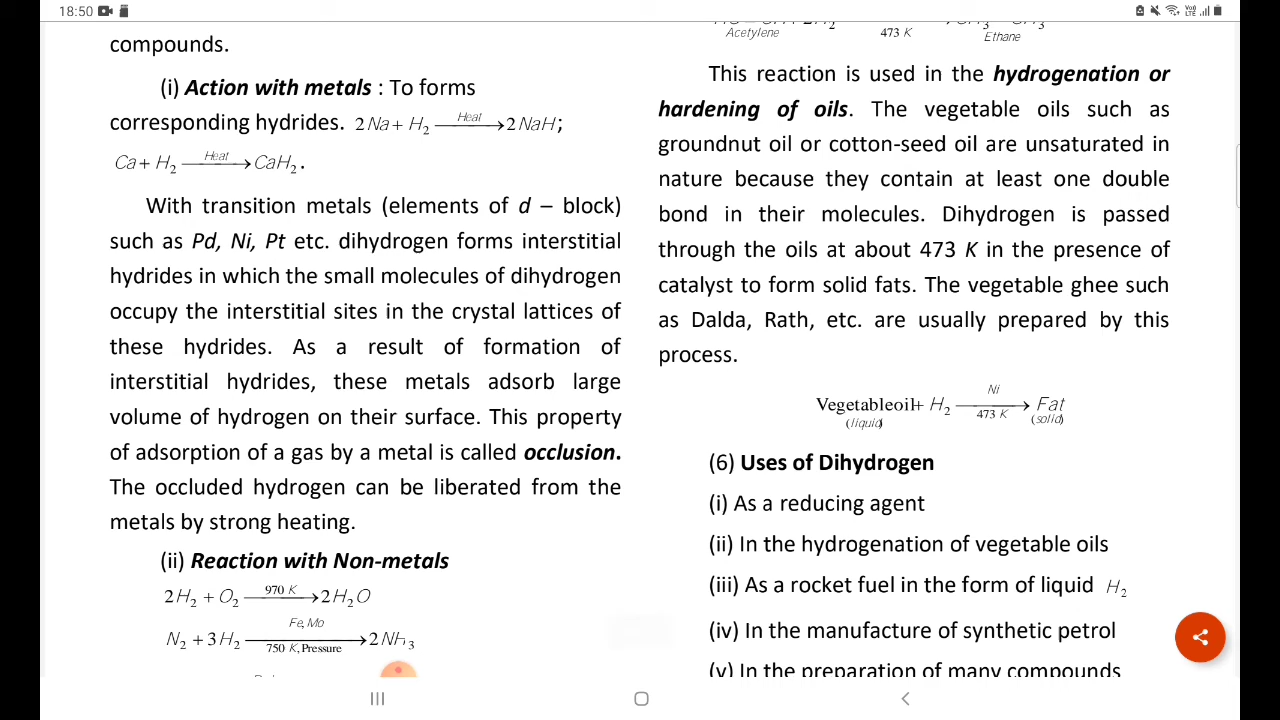 18:50
compounds.
(i) Action with metals : To forms
corresponding hydrides. 2Na + H2 Heat → 2NaH;
Ca + H2 Heat → CaH2.
With transition metals (elements of d – block)
such as Pd, Ni, Pt etc. dihydrogen forms interstitial
hydrides in which the small molecules of dihydrogen
occupy the interstitial sites in the crystal lattices of
these hydrides. As a result of formation of
interstitial hydrides, these metals adsorb large
volume of hydrogen on their surface. This property
of adsorption of a gas by a metal is called occlusion.
The occluded hydrogen can be liberated from the
metals by strong heating.
(ii) Reaction with Non-metals
2H2 + O2 970 K → 2H2O
Fe, Mo
N2 + 3H2 → 2NH3
750 K, Pressure
Acetylene 473 K Ethane
This reaction is used in the hydrogenation or
hardening of oils. The vegetable oils such as
groundnut oil or cotton-seed oil are unsaturated in
nature because they contain at least one double
bond in their molecules. Dihydrogen is passed
through the oils at about 473 K in the presence of
catalyst to form solid fats. The vegetable ghee such
as Dalda, Rath, etc. are usually prepared by this
process.
Ni
Vegetableoil + H2 → Fat
(liquid) 473 K (solid)
(6) Uses of Dihydrogen
(i) As a reducing agent
(ii) In the hydrogenation of vegetable oils
(iii) As a rocket fuel in the form of liquid H2
(iv) In the manufacture of synthetic petrol
(v) In the preparation of many compounds